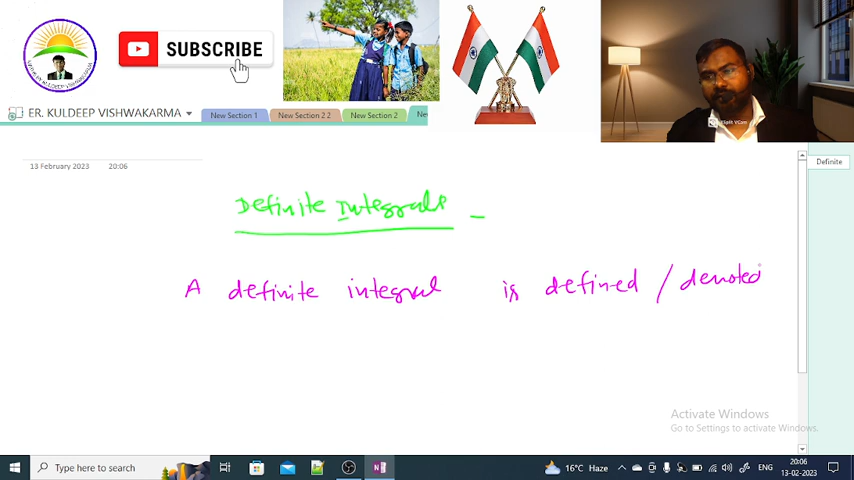 SUBSCRIBE
ER. KULDEEP VISHWAKARMA
New Section 1
New Section 2 2
New Section 2
Definite
13 February 2023 20:06
Definite Integrals -
A definite integral is defined / denoted
Activate Windows
Go to Settings to activate Windows.
Type here to search
16°C Haze
ENG
20:06
13-02-2023